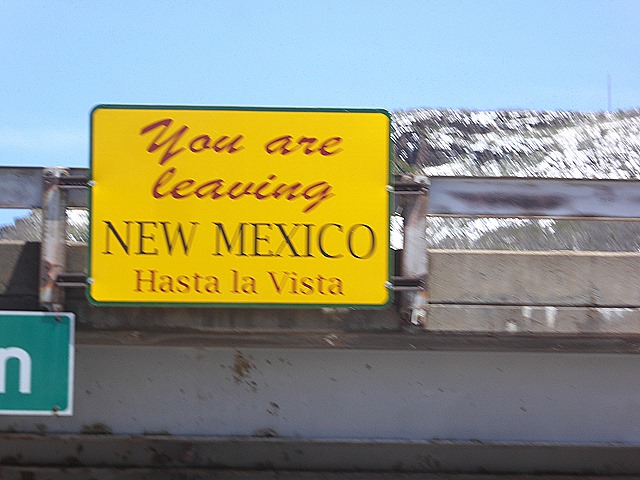 You are
leaving
NEW MEXICO
Hasta la Vista
n